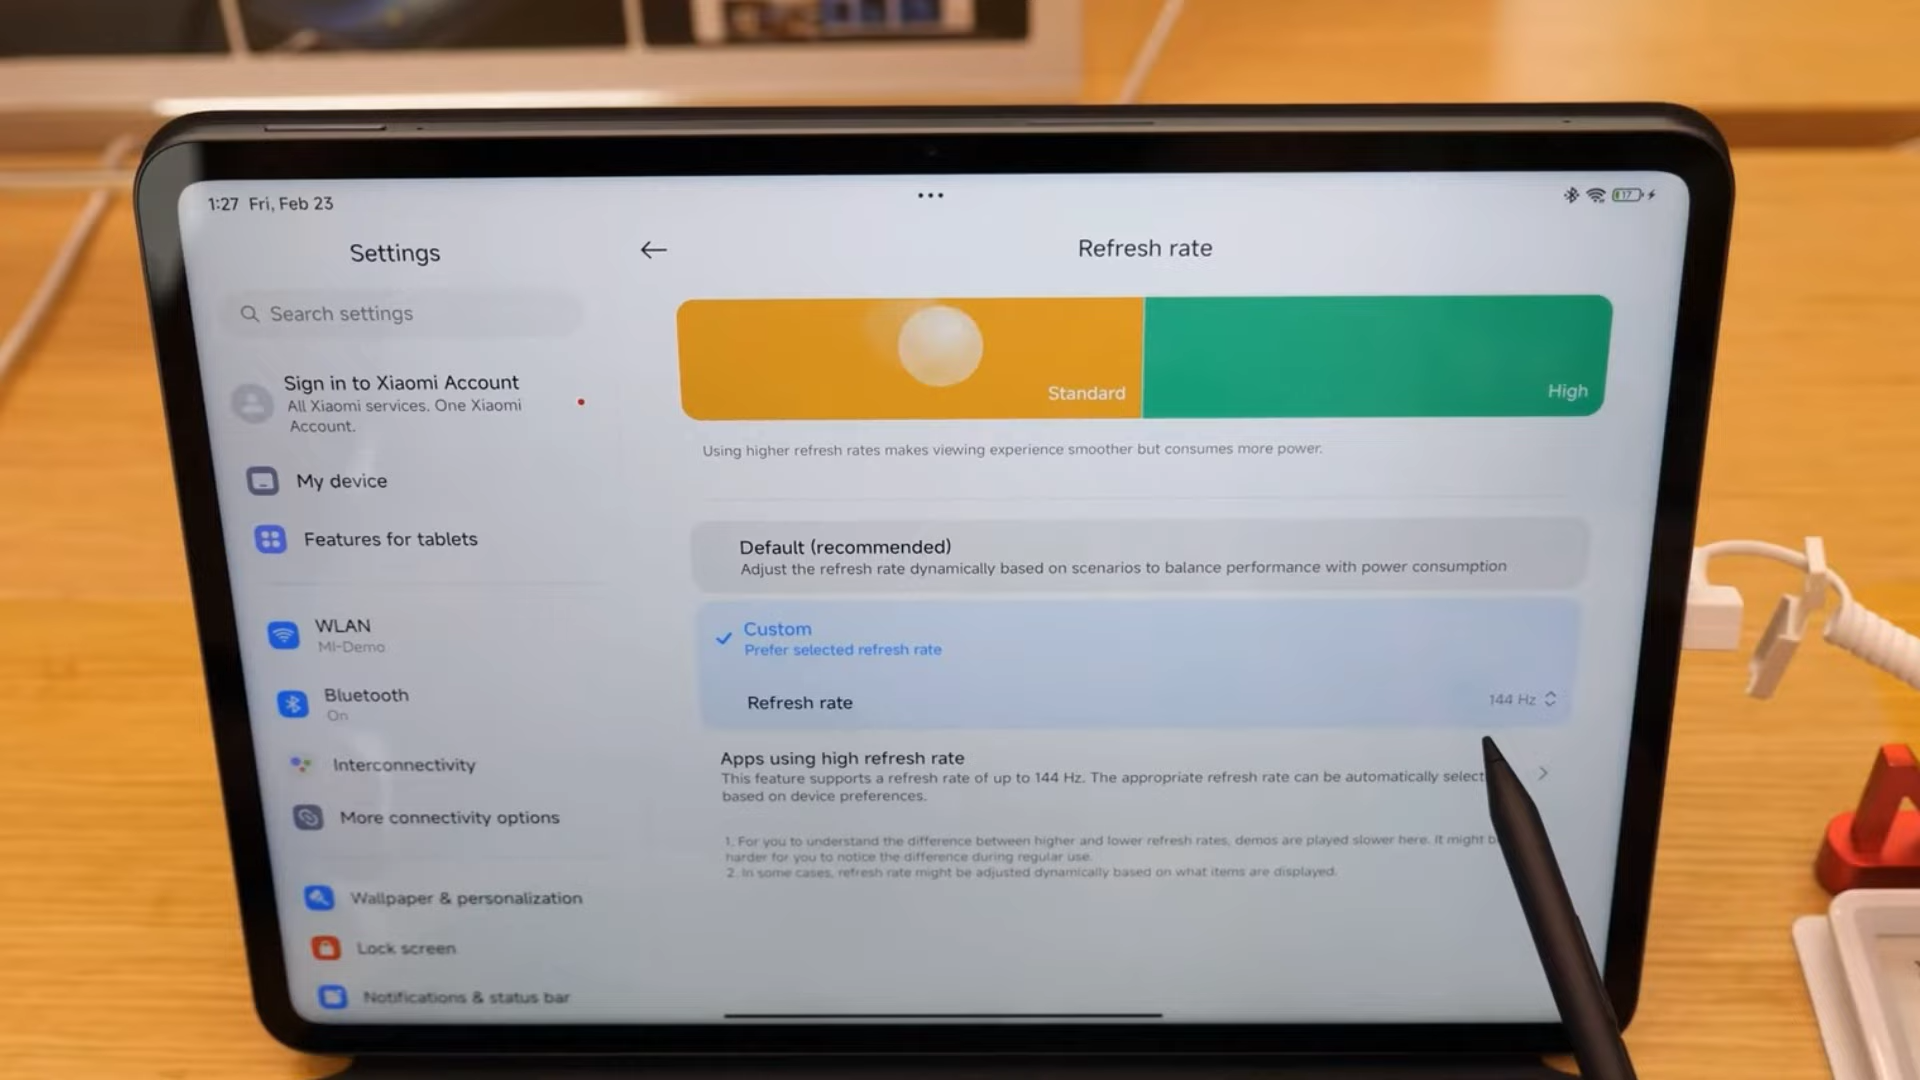 1:27 Fri, Feb 23
17
Settings
Search settings
Sign in to Xiaomi Account
All Xiaomi services. One Xiaomi
Account.
My device
Features for tablets
WLAN
MI-Demo
Bluetooth
On
Interconnectivity
More connectivity options
Wallpaper & personalization
Lock screen
Notifications & status bar
Refresh rate
Standard
High
Using higher refresh rates makes viewing experience smoother but consumes more power.
Default (recommended)
Adjust the refresh rate dynamically based on scenarios to balance performance with power consumption
Custom
Prefer selected refresh rate
Refresh rate
144 Hz
Apps using high refresh rate
This feature supports a refresh rate of up to 144 Hz. The appropriate refresh rate can be automatically select
based on device preferences.
1. For you to understand the difference between higher and lower refresh rates, demos are played slower here. It might b
harder for you to notice the difference during regular use.
2. In some cases, refresh rate might be adjusted dynamically based on what items are displayed.